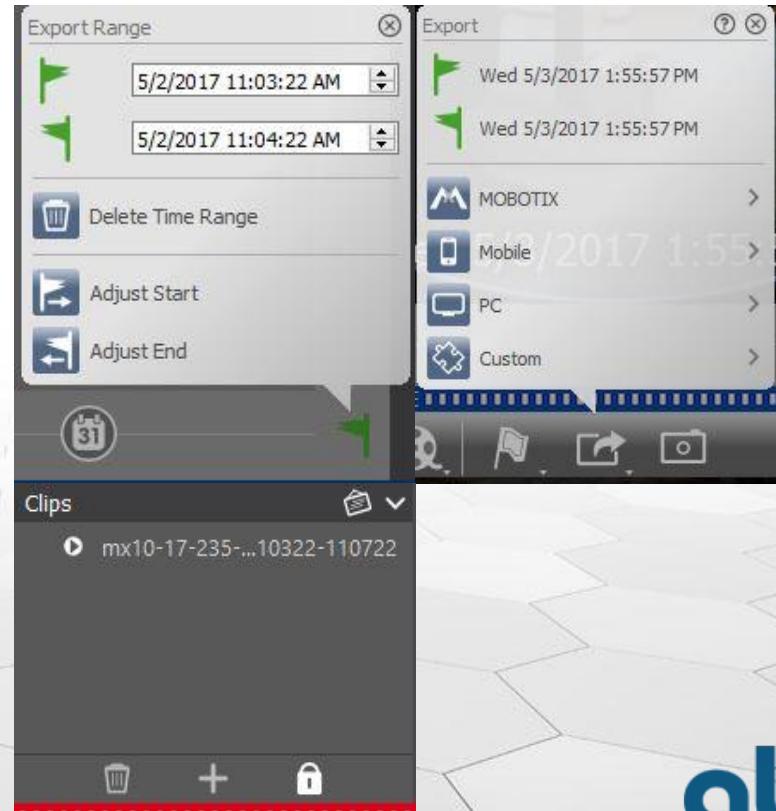 Export Range
5/2/2017 11:03:22 AM
5/2/2017 11:04:22 AM
Delete Time Range
Adjust Start
Adjust End
31
Export
Wed 5/3/2017 1:55:57 PM
Wed 5/3/2017 1:55:57 PM
MOBOTIX
Mobile
PC
Custom
Clips
mx10-17-235-...10322-110722